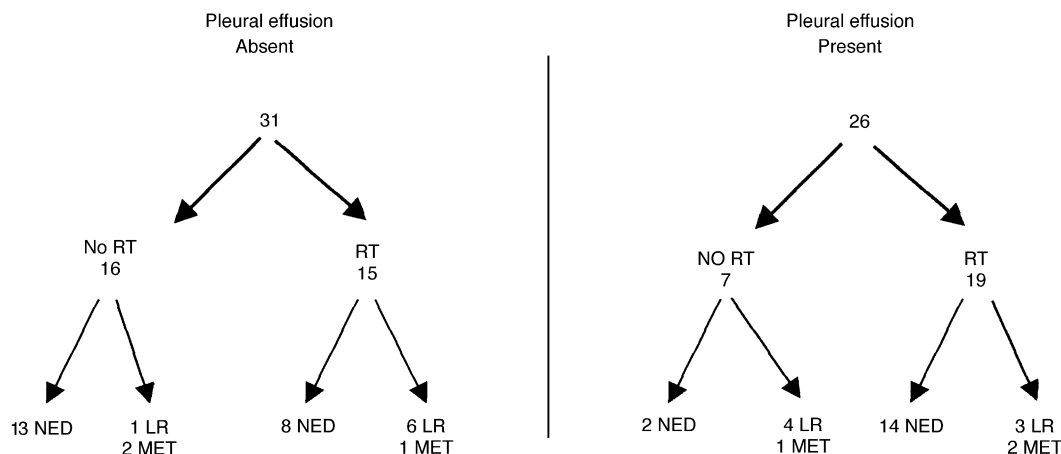 Pleural effusion
Absent
31
No RT
16
RT
15
13 NED
1 LR
2 MET
8 NED
6 LR
1 MET
Pleural effusion
Present
26
NO RT
7
RT
19
2 NED
4 LR
1 MET
14 NED
3 LR
2 MET